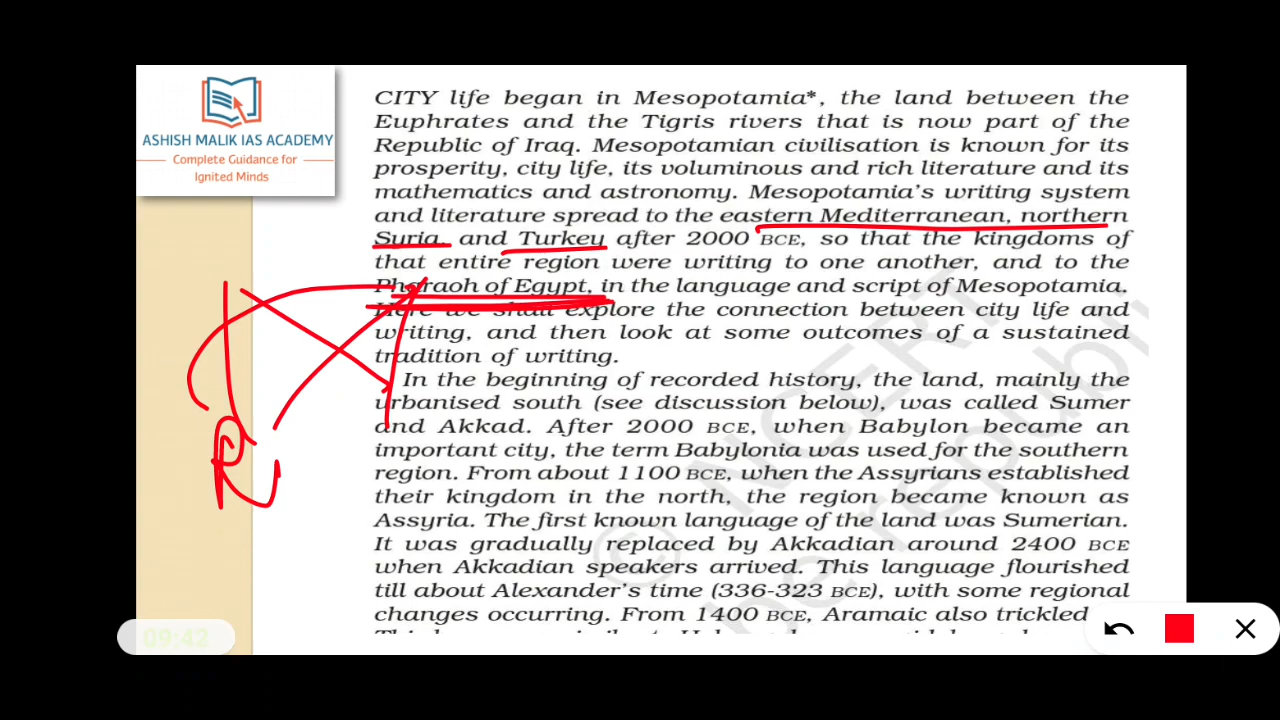 ASHISH MALIK IAS ACADEMY
Complete Guidance for
Ignited Minds
CITY life began in Mesopotamia*, the land between the
Euphrates and the Tigris rivers that is now part of the
Republic of Iraq. Mesopotamian civilisation is known for its
prosperity, city life, its voluminous and rich literature and its
mathematics and astronomy. Mesopotamia's writing system
and literature spread to the eastern Mediterranean, northern
Syria, and Turkey after 2000 BCE, so that the kingdoms of
that entire region were writing to one another, and to the
Pharaoh of Egypt, in the language and script of Mesopotamia.
Here we shall explore the connection between city life and
writing, and then look at some outcomes of a sustained
tradition of writing.
In the beginning of recorded history, the land, mainly the
urbanised south (see discussion below), was called Sumer
and Akkad. After 2000 BCE, when Babylon became an
important city, the term Babylonia was used for the southern
region. From about 1100 BCE, when the Assyrians established
their kingdom in the north, the region became known as
Assyria. The first known language of the land was Sumerian.
It was gradually replaced by Akkadian around 2400 BCE
when Akkadian speakers arrived. This language flourished
till about Alexander's time (336-323 BCE), with some regional
changes occurring. From 1400 BCE, Aramaic also trickled
© NCERT
republi
09:42